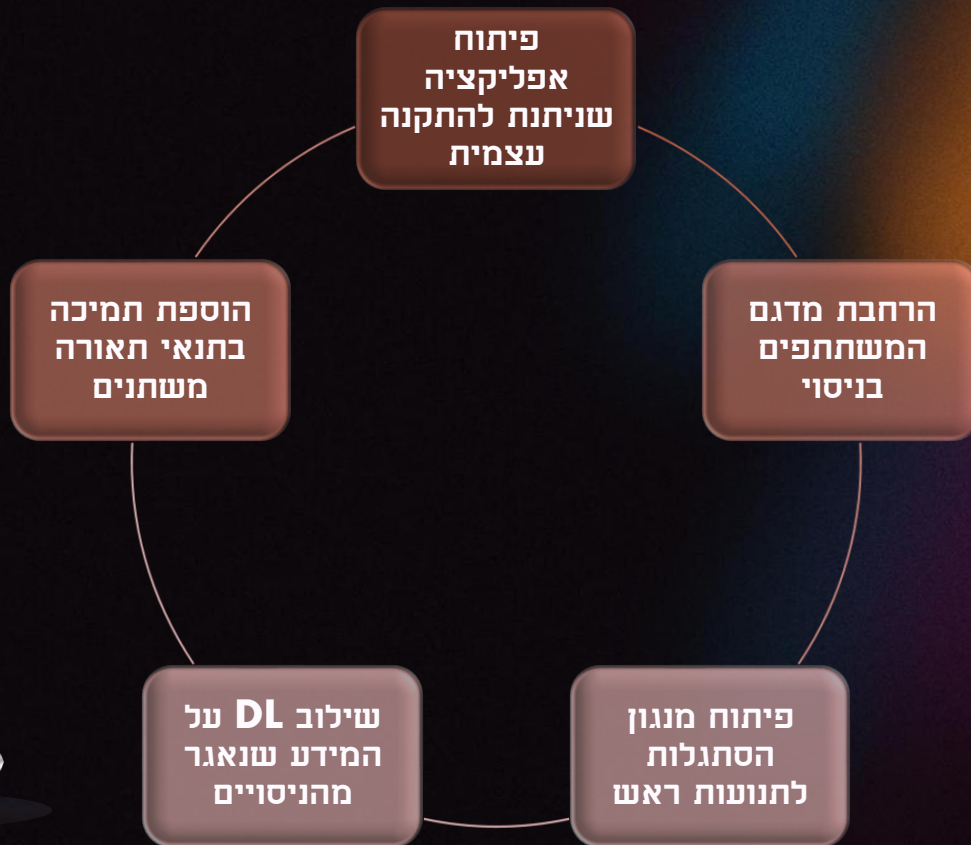 פיתוח
אפליקציה
שניתנת להתקנה
עצמית
הרחבת מדגם
המשתתפים
בניסוי
פיתוח מנגנון
הסתגלות
לתנועות ראש
שילוב DL על
המידע שנאגר
מהניסויים
הוספת תמיכה
בתנאי תאורה
משתנים